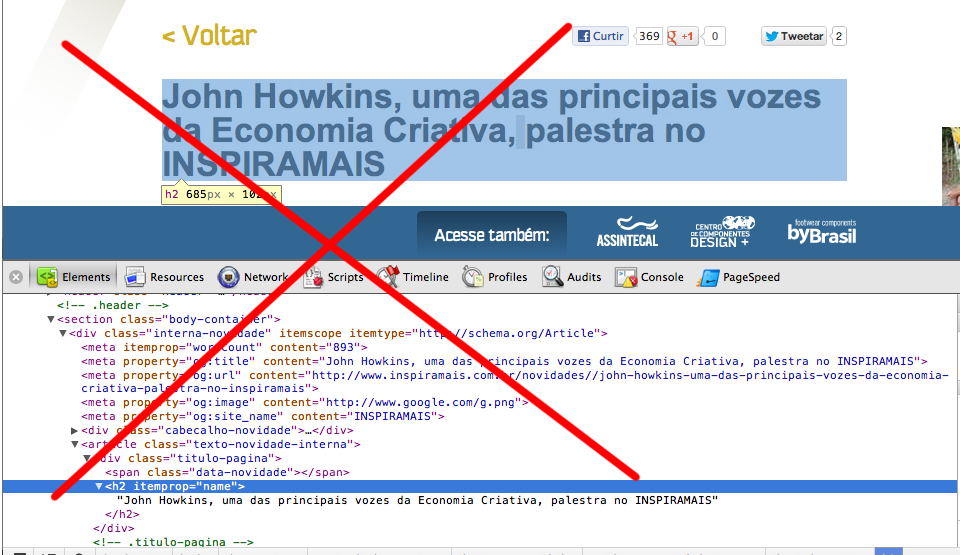 < Voltar
Curtir 369 +1 0 Tweetar 2
John Howkins, uma das principais vozes
da Economia Criativa, palestra no
INSPIRAMAIS
h2 685px × 102px
Acesse também:
ASSINTECAL
CENTRO
DE COMPONENTES
DESIGN +
footwear components
byBrasil
Elements Resources Network Scripts Timeline Profiles Audits Console PageSpeed
<!-- .header -->
▼<section class="body-container">
▼<div class="interna-novidade" itemscope itemtype="http://schema.org/Article">
<meta itemprop="wordCount" content="893">
<meta property="og:title" content="John Howkins, uma das principais vozes da Economia Criativa, palestra no INSPIRAMAIS">
<meta property="og:url" content="http://www.inspiramais.com.br/novidades//john-howkins-uma-das-principais-vozes-da-economia-
criativa-palestra-no-inspiramais">
<meta property="og:image" content="http://www.google.com/g.png">
<meta property="og:site_name" content="INSPIRAMAIS">
▶<div class="cabecalho-novidade">…</div>
▼<article class="texto-novidade-interna">
▼<div class="titulo-pagina">
<span class="data-novidade"></span>
▼<h2 itemprop="name">
"John Howkins, uma das principais vozes da Economia Criativa, palestra no INSPIRAMAIS"
</h2>
</div>
<!-- .titulo-pagina -->